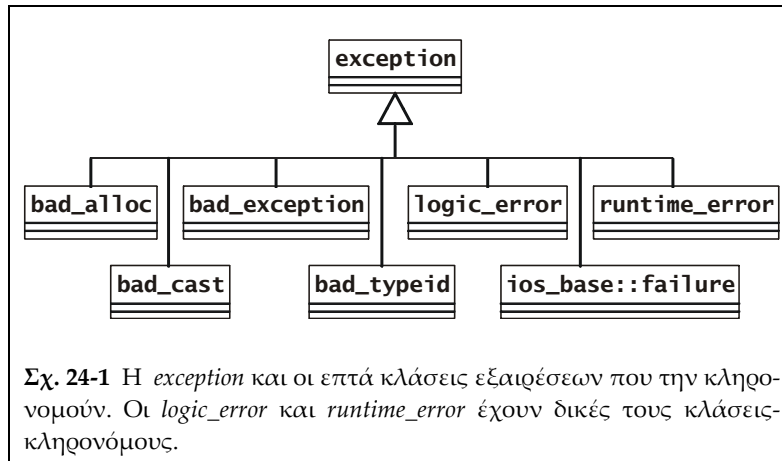 exception
bad_alloc bad_exception logic_error runtime_error
bad_cast bad_typeid ios_base::failure
Σχ. 24-1 Η exception και οι επτά κλάσεις εξαιρέσεων που την κληρο-
νομούν. Οι logic_error και runtime_error έχουν δικές τους κλάσεις-
κληρονόμους.